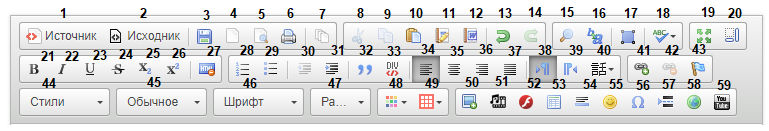 1 2 3 4 5 6 7 8 9 10 11 12 13 14 15 16 17 18 19 20
Источник Исходник ABC
21 22 23 24 25 26 27 28 29 30 31 32 33 34 35 36 37 38 39 40 41 42 43
B I U S X₂ X² DIV 話
44 45 46 47 48 49 50 51 52 53 54 55 56 57 58 59
Стили Обычное Шрифт Ра... Ω You Tube